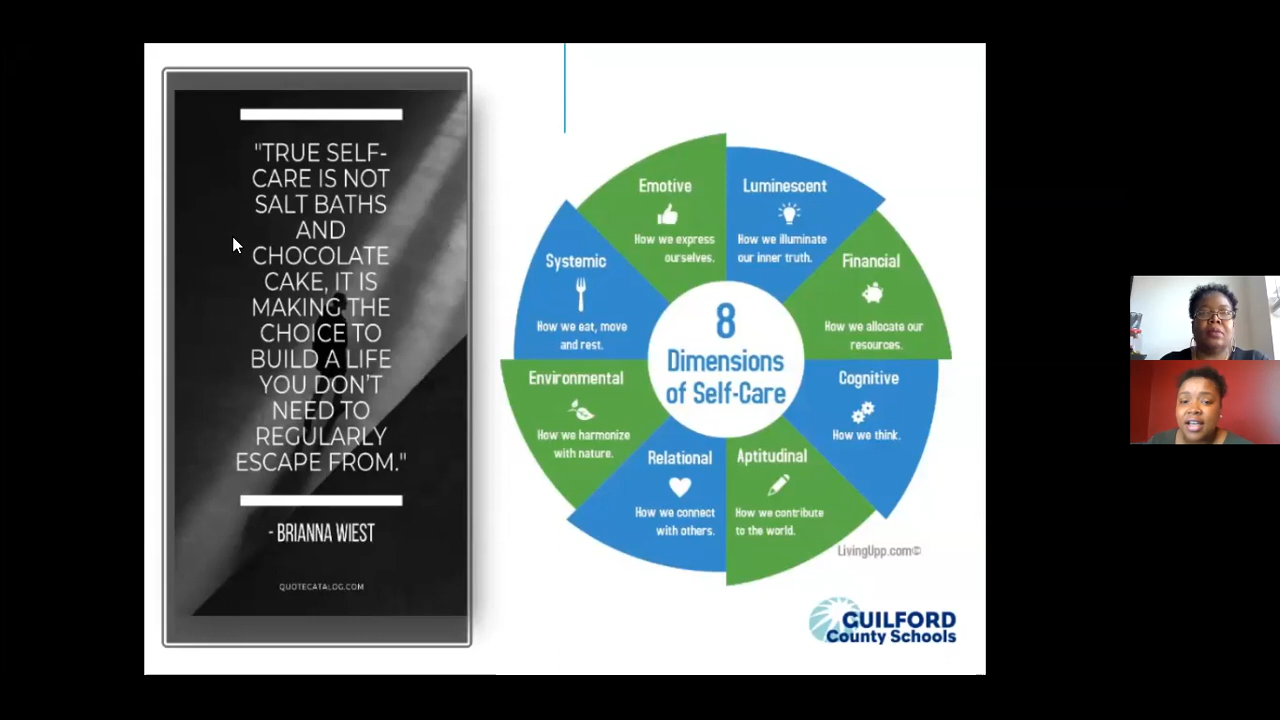 "TRUE SELF-
CARE IS NOT
SALT BATHS
AND
CHOCOLATE
CAKE, IT IS
MAKING THE
CHOICE TO
BUILD A LIFE
YOU DON'T
NEED TO
REGULARLY
ESCAPE FROM."
- BRIANNA WIEST
QUOTECATALOG.COM
8
Dimensions
of Self-Care
Emotive
How we express
ourselves.
Luminescent
How we illuminate
our inner truth.
Financial
How we allocate our
resources.
Cognitive
How we think.
Aptitudinal
How we contribute
to the world.
Relational
How we connect
with others.
Environmental
How we harmonize
with nature.
Systemic
How we eat, move
and rest.
LivingUpp.com©
GUILFORD
County Schools